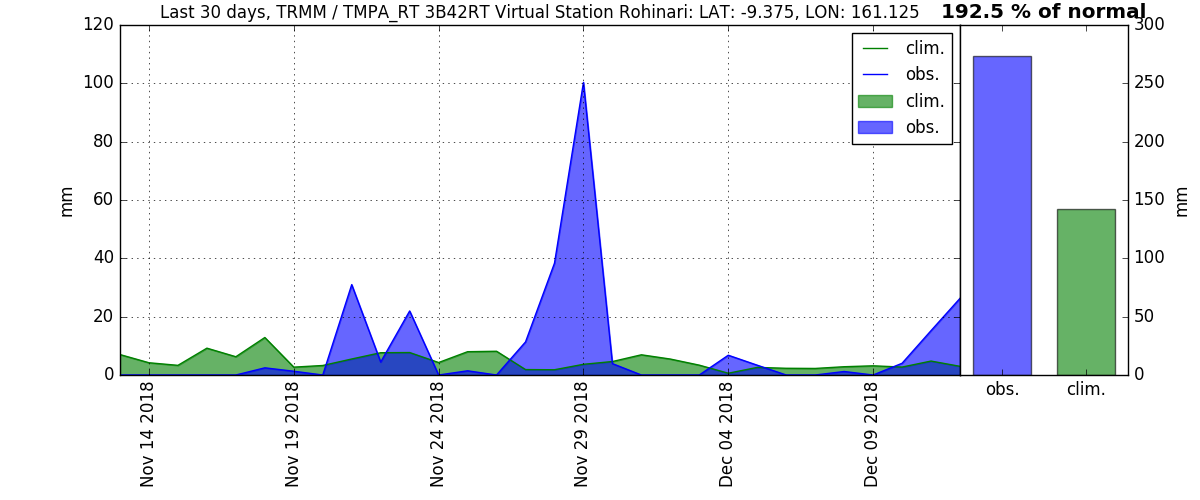 Last 30 days, TRMM / TMPA_RT 3B42RT Virtual Station Rohinari: LAT: -9.375, LON: 161.125
192.5 % of normal
120
100
80
60
40
20
0
mm
clim.
obs.
clim.
obs.
300
250
200
150
100
50
0
mm
obs.
clim.
Nov 14 2018
Nov 19 2018
Nov 24 2018
Nov 29 2018
Dec 04 2018
Dec 09 2018